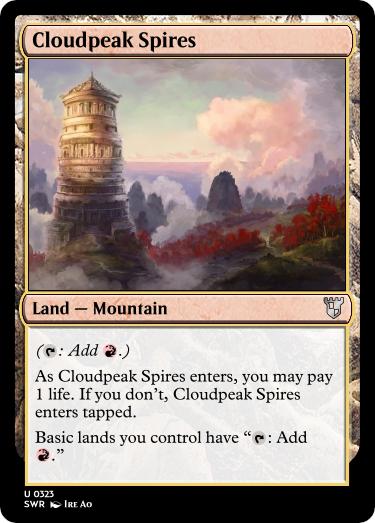 Cloudpeak Spires
Land — Mountain
(: Add .)
As Cloudpeak Spires enters, you may pay
1 life. If you don't, Cloudpeak Spires
enters tapped.
Basic lands you control have “: Add
.”
U 0323
SWR Ire Ao